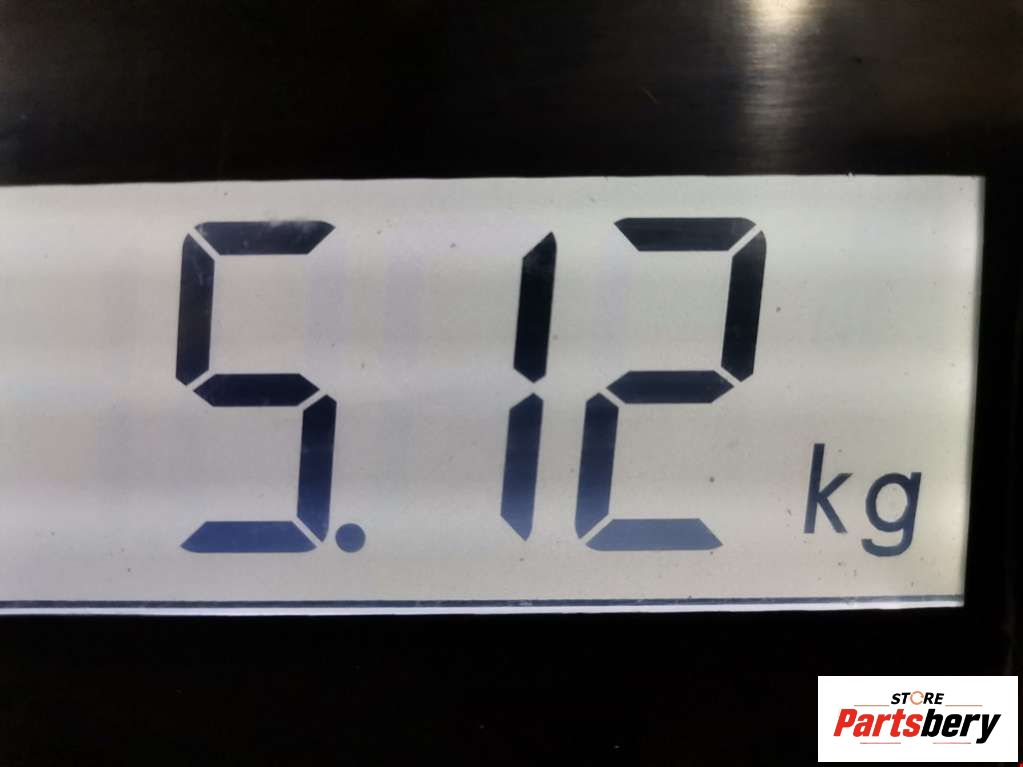 5.12 kg
STORE
Partsbery